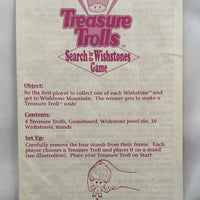 Treasure
Trolls
Search for the Wishstones
Game
Object:
Be the first player to collect one of each Wishstone™ and
get to Wishstone Mountain. The winner gets to make a
Treasure Troll™ wish!
Contents:
4 Treasure Trolls, Gameboard, Wishstone jewel die, 16
Wishstones, 4 stands
Set Up:
Carefully remove the four stands from their frame. Each
player chooses a Treasure Troll and places it on a stand
(see illustration). Place your Treasure Troll on Start.